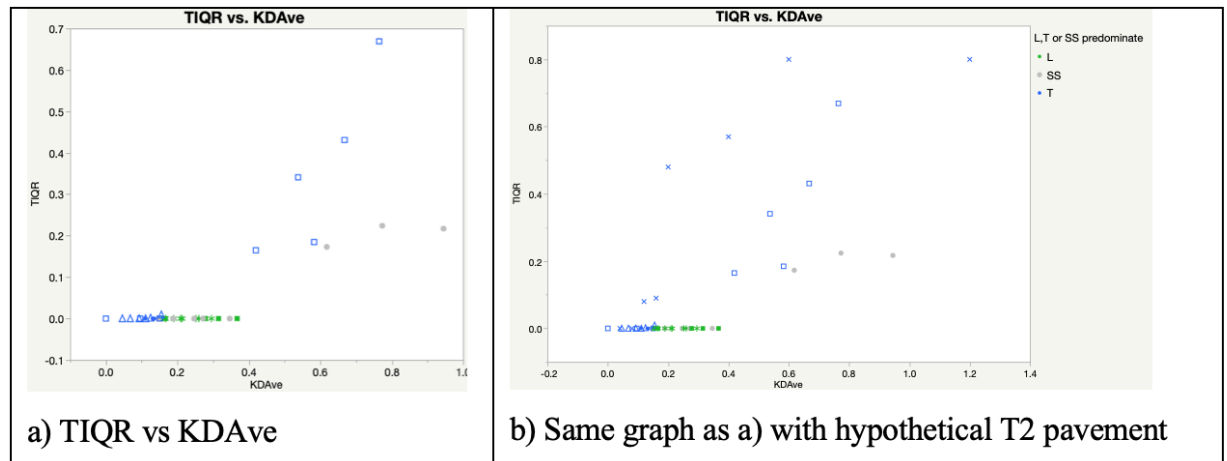 TIQR vs. KDAve
0.7
0.6
0.5
0.4
0.3
0.2
0.1
0.0
-0.1
TIQR
0.0
0.2
0.4
0.6
0.8
1.0
KDAve
a) TIQR vs KDAve
TIQR vs. KDAve
0.8
0.6
0.4
0.2
0.0
TIQR
-0.2
0.0
0.2
0.4
0.6
0.8
1.0
1.2
1.4
KDAve
L,T or SS predominate
L
SS
T
b) Same graph as a) with hypothetical T2 pavement